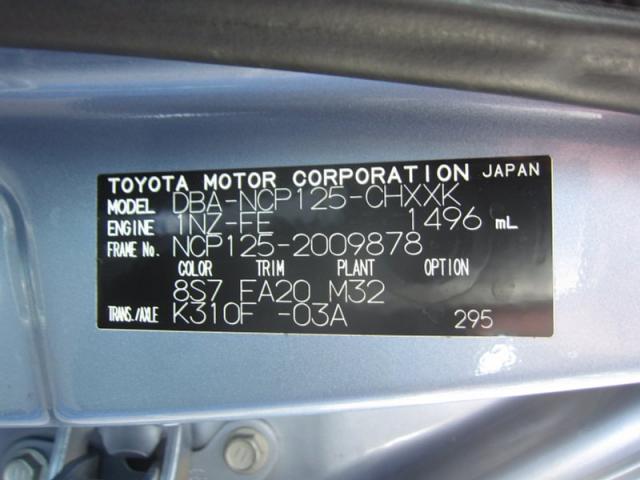 TOYOTA MOTOR CORPORATION JAPAN
MODEL DBA-NCP125-CHXXK
ENGINE 1NZ-FE 1496 mL
FRAME No. NCP125-2009878
COLOR TRIM PLANT OPTION
8S7 FA20 M32
TRANS./AXLE K310F -03A 295